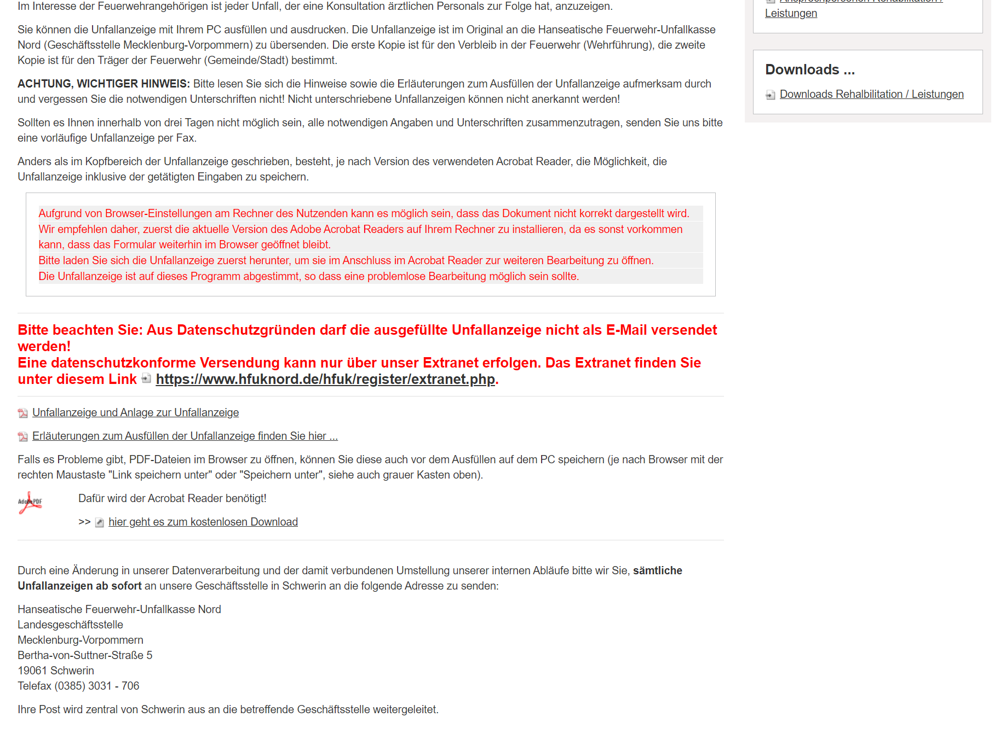 Im Interesse der Feuerwehrangehörigen ist jeder Unfall, der eine Konsultation ärztlichen Personals zur Folge hat, anzuzeigen.
Sie können die Unfallanzeige mit Ihrem PC ausfüllen und ausdrucken. Die Unfallanzeige ist im Original an die Hanseatische Feuerwehr-Unfallkasse
Nord (Geschäftsstelle Mecklenburg-Vorpommern) zu übersenden. Die erste Kopie ist für den Verbleib in der Feuerwehr (Wehrführung), die zweite
Kopie ist für den Träger der Feuerwehr (Gemeinde/Stadt) bestimmt.
ACHTUNG, WICHTIGER HINWEIS: Bitte lesen Sie sich die Hinweise sowie die Erläuterungen zum Ausfüllen der Unfallanzeige aufmerksam durch
und vergessen Sie die notwendigen Unterschriften nicht! Nicht unterschriebene Unfallanzeigen können nicht anerkannt werden!
Sollten es Ihnen innerhalb von drei Tagen nicht möglich sein, alle notwendigen Angaben und Unterschriften zusammenzutragen, senden Sie uns bitte
eine vorläufige Unfallanzeige per Fax.
Anders als im Kopfbereich der Unfallanzeige geschrieben, besteht, je nach Version des verwendeten Acrobat Reader, die Möglichkeit, die
Unfallanzeige inklusive der getätigten Eingaben zu speichern.
Aufgrund von Browser-Einstellungen am Rechner des Nutzenden kann es möglich sein, dass das Dokument nicht korrekt dargestellt wird.
Wir empfehlen daher, zuerst die aktuelle Version des Adobe Acrobat Readers auf Ihrem Rechner zu installieren, da es sonst vorkommen
kann, dass das Formular weiterhin im Browser geöffnet bleibt.
Bitte laden Sie sich die Unfallanzeige zuerst herunter, um sie im Anschluss im Acrobat Reader zur weiteren Bearbeitung zu öffnen.
Die Unfallanzeige ist auf dieses Programm abgestimmt, so dass eine problemlose Bearbeitung möglich sein sollte.
Bitte beachten Sie: Aus Datenschutzgründen darf die ausgefüllte Unfallanzeige nicht als E-Mail versendet
werden!
Eine datenschutzkonforme Versendung kann nur über unser Extranet erfolgen. Das Extranet finden Sie
unter diesem Link https://www.hfuknord.de/hfuk/register/extranet.php.
Unfallanzeige und Anlage zur Unfallanzeige
Erläuterungen zum Ausfüllen der Unfallanzeige finden Sie hier ...
Falls es Probleme gibt, PDF-Dateien im Browser zu öffnen, können Sie diese auch vor dem Ausfüllen auf dem PC speichern (je nach Browser mit der
rechten Maustaste "Link speichern unter" oder "Speichern unter", siehe auch grauer Kasten oben).
Adobe PDF
Dafür wird der Acrobat Reader benötigt!
>> hier geht es zum kostenlosen Download
Durch eine Änderung in unserer Datenverarbeitung und der damit verbundenen Umstellung unserer internen Abläufe bitte wir Sie, sämtliche
Unfallanzeigen ab sofort an unsere Geschäftsstelle in Schwerin an die folgende Adresse zu senden:
Hanseatische Feuerwehr-Unfallkasse Nord
Landesgeschäftsstelle
Mecklenburg-Vorpommern
Bertha-von-Suttner-Straße 5
19061 Schwerin
Telefax (0385) 3031 - 706
Ihre Post wird zentral von Schwerin aus an die betreffende Geschäftsstelle weitergeleitet.
Ansprechpersonen Rehabilitation /
Leistungen
Downloads ...
Downloads Rehalbilitation / Leistungen